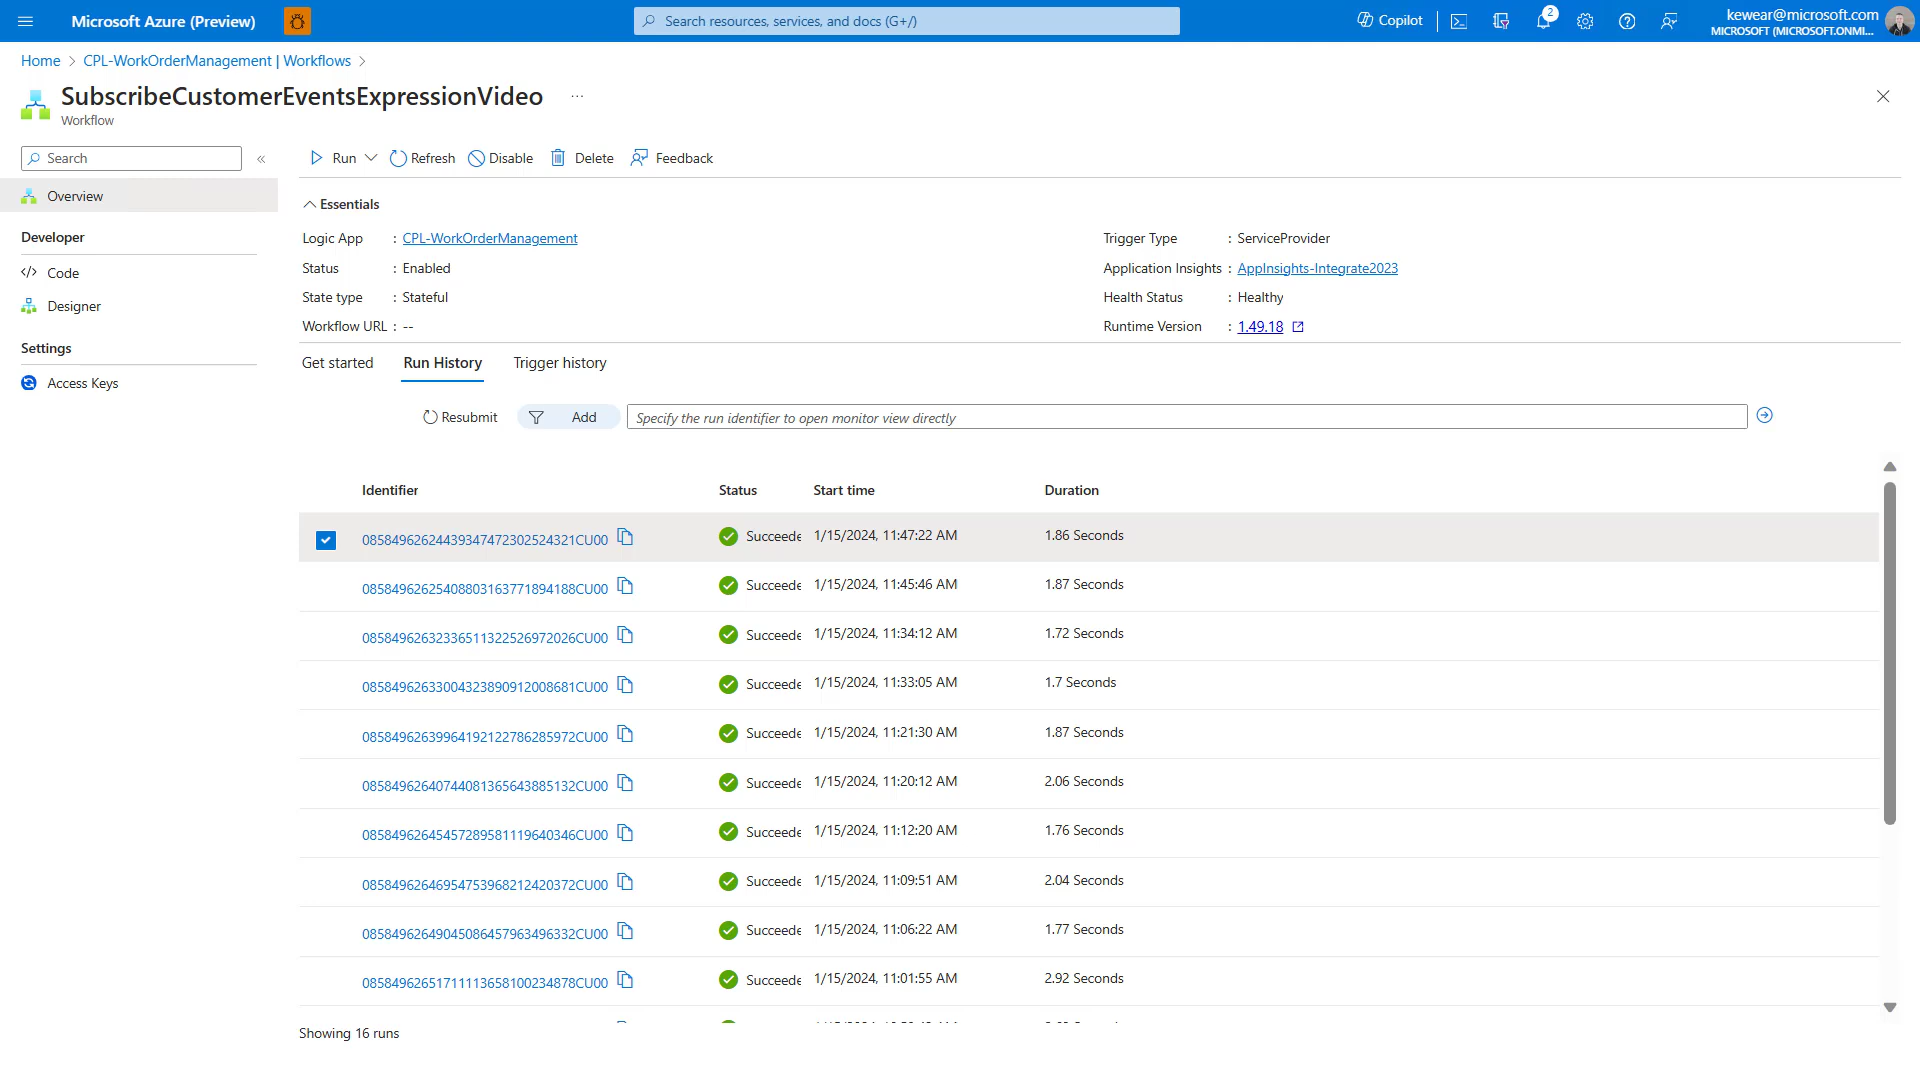 Microsoft Azure (Preview)
Search resources, services, and docs (G+/)
Copilot
2
kewear@microsoft.com
MICROSOFT (MICROSOFT.ONMI...
Home > CPL-WorkOrderManagement | Workflows >
SubscribeCustomerEventsExpressionVideo ...
Workflow
Search
«
Overview
Developer
Code
Designer
Settings
Access Keys
Run
Refresh
Disable
Delete
Feedback
Essentials
Logic App : CPL-WorkOrderManagement
Status : Enabled
State type : Stateful
Workflow URL : --
Trigger Type : ServiceProvider
Application Insights : AppInsights-Integrate2023
Health Status : Healthy
Runtime Version : 1.49.18
Get started
Run History
Trigger history
Resubmit
Add
Specify the run identifier to open monitor view directly
Identifier Status Start time Duration
08584962624439347472302524321CU00 Succeede 1/15/2024, 11:47:22 AM 1.86 Seconds
08584962625408803163771894188CU00 Succeede 1/15/2024, 11:45:46 AM 1.87 Seconds
08584962632336511322526972026CU00 Succeede 1/15/2024, 11:34:12 AM 1.72 Seconds
08584962633004323890912008681CU00 Succeede 1/15/2024, 11:33:05 AM 1.7 Seconds
08584962639964192122786285972CU00 Succeede 1/15/2024, 11:21:30 AM 1.87 Seconds
08584962640744081365643885132CU00 Succeede 1/15/2024, 11:20:12 AM 2.06 Seconds
08584962645457289581119640346CU00 Succeede 1/15/2024, 11:12:20 AM 1.76 Seconds
08584962646954753968212420372CU00 Succeede 1/15/2024, 11:09:51 AM 2.04 Seconds
08584962649045086457963496332CU00 Succeede 1/15/2024, 11:06:22 AM 1.77 Seconds
08584962651711113658100234878CU00 Succeede 1/15/2024, 11:01:55 AM 2.92 Seconds
Showing 16 runs